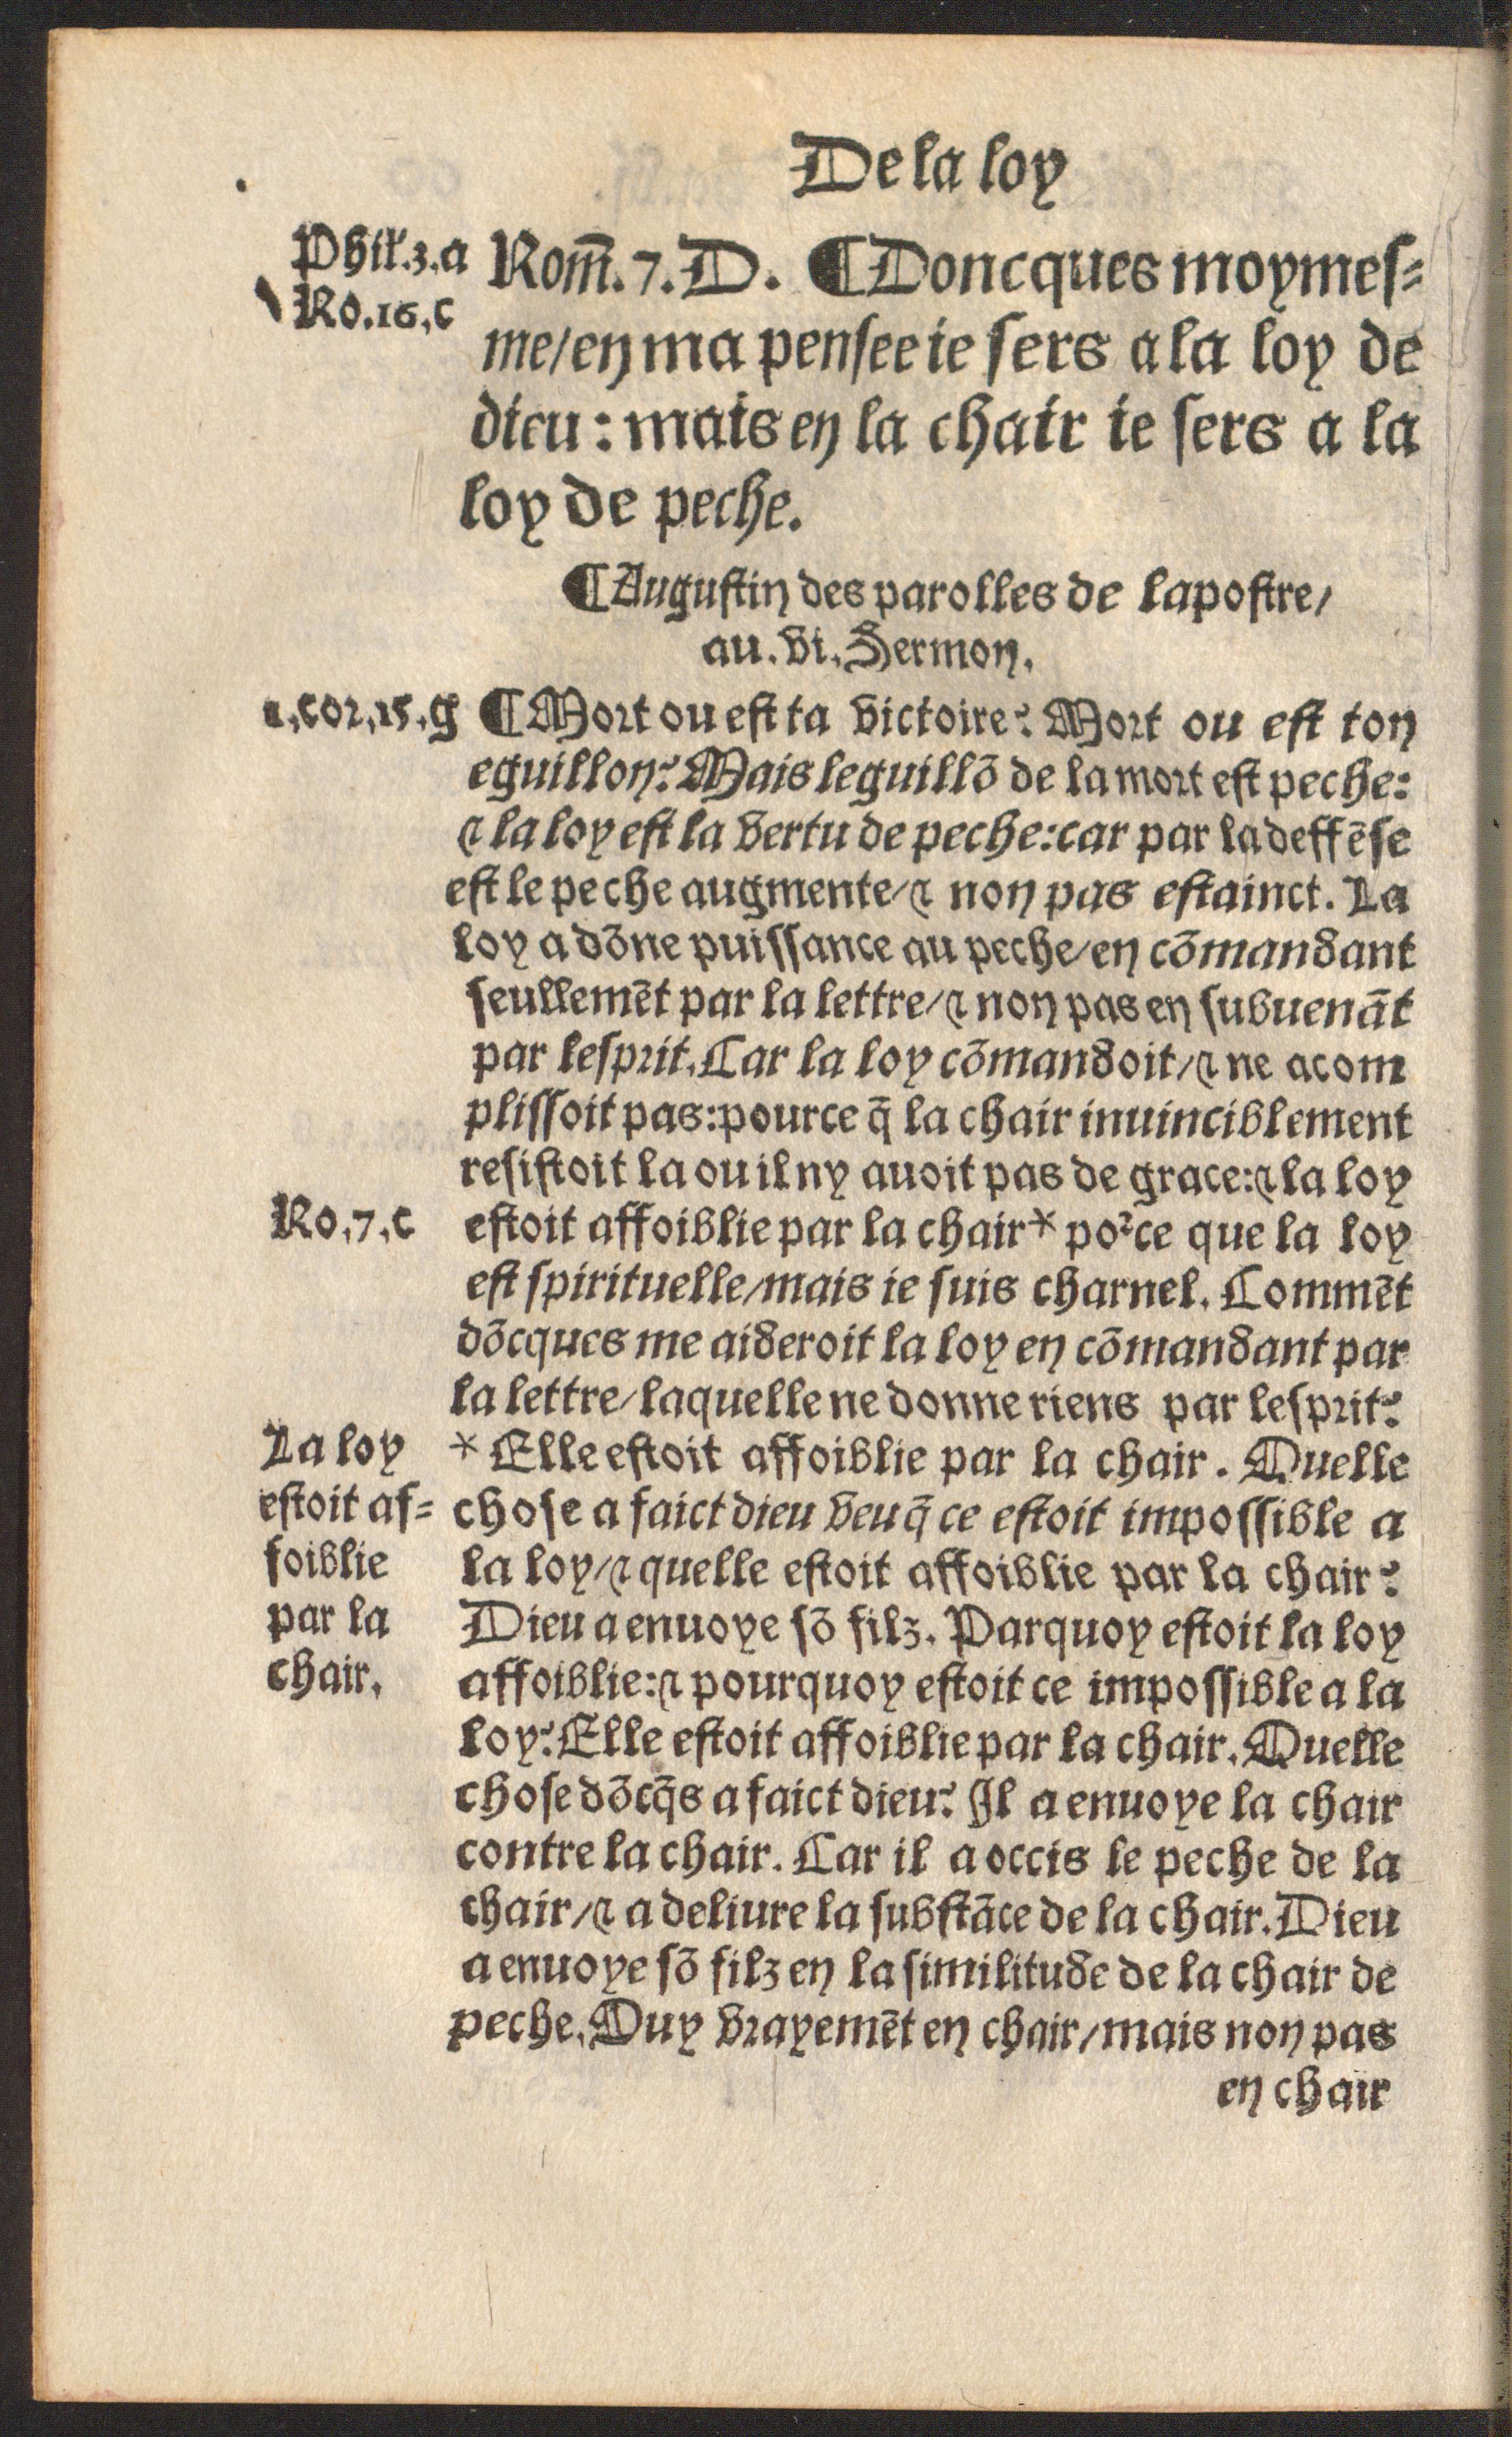 De la loy
Phil'.3.a
Ro.16.c
Rom̃.7.D. ¶Doncques moymes=
me/en ma pensee ie sers a la loy de
dieu: mais en la chair ie sers a la
loy de peche.
¶Augustin des parolles de lapostre/
au.vi.Sermon.
1.cor.15.g
¶Mort ou est ta victoire? Mort ou est ton
eguillon? Mais leguillõ de la mort est peche:
⁊ la loy est la vertu de peche: car par la deffẽse
est le peche augmente/⁊ non pas estainct. La
loy a dõne puissance au peche/en cõmandant
seullemẽt par la lettre/⁊ non pas en subuenãt
par lesprit. Car la loy cõmandoit/⁊ ne acom
plissoit pas: pource q̃ la chair inuinciblement
resistoit la ou il ny auoit pas de grace: ⁊ la loy
Ro.7.c
estoit affoiblie par la chair* poꝛce que la loy
est spirituelle/mais ie suis charnel. Commẽt
dõcques me aideroit la loy en cõmandant par
la lettre/laquelle ne donne riens par lesprit?
La loy
estoit af=
foiblie
par la
chair.
* Elle estoit affoiblie par la chair. Quelle
chose a faict dieu veu q̃ ce estoit impossible a
la loy/⁊ quelle estoit affoiblie par la chair?
Dieu a enuoye sõ filz. Parquoy estoit la loy
affoiblie: ⁊ pourquoy estoit ce impossible a la
loy? Elle estoit affoiblie par la chair. Quelle
chose dõcq̃s a faict dieu? Il a enuoye la chair
contre la chair. Car il a occis le peche de la
chair/⁊ a deliure la substãce de la chair. Dieu
a enuoye sõ filz en la similitude de la chair de
peche. Ouy vrayemẽt en chair/mais non pas
en chair